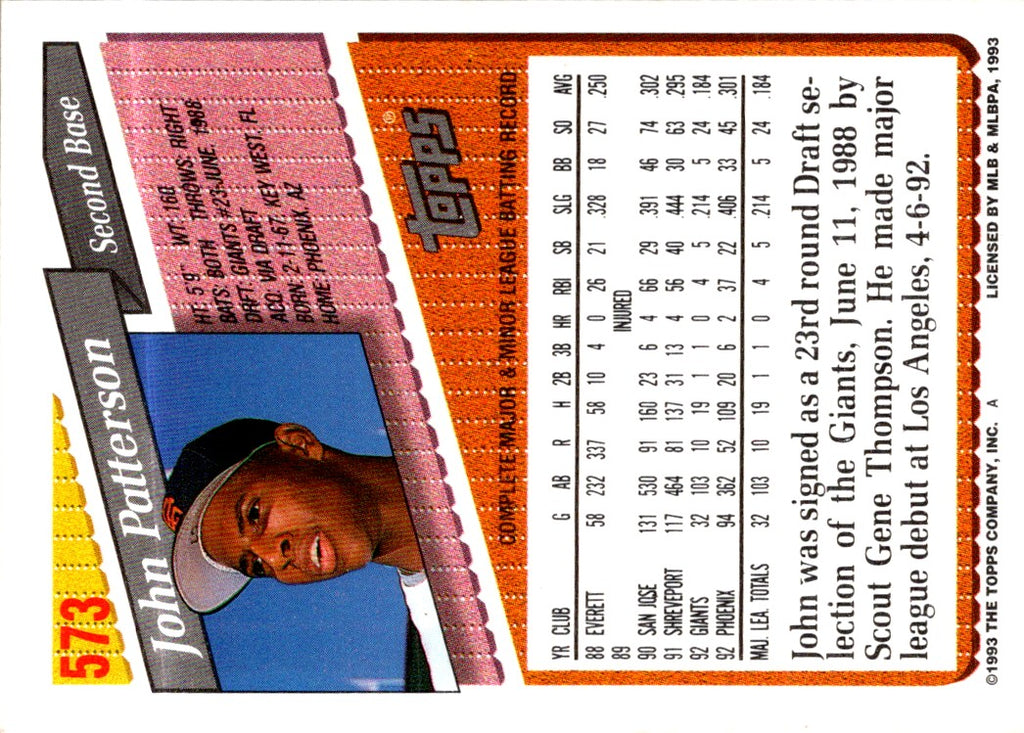 573
John Patterson
Second Base
HT: 5'9" WT: 160
BATS: BOTH THROWS: RIGHT
DRAFT: GIANTS #23-JUNE, 1988
ACQ: VIA DRAFT
BORN: 2-11-67, KEY WEST, FL
HOME: PHOENIX, AZ
TOPPS®
COMPLETE MAJOR & MINOR LEAGUE BATTING RECORD
YR CLUB G AB R H 2B 3B HR RBI SB SLG BB SO AVG
88 EVERETT 58 232 337 58 10 4 0 26 21 .328 18 27 .250
89 INJURED
90 SAN JOSE 131 530 91 160 23 6 4 66 29 .391 46 74 .302
91 SHREVEPORT 117 464 81 137 31 13 4 56 40 .444 30 63 .295
92 GIANTS 32 103 10 19 1 1 0 4 5 .214 5 24 .184
92 PHOENIX 94 362 52 109 20 6 2 37 22 .406 33 45 .301
MAJ. LEA. TOTALS 32 103 10 19 1 1 0 4 5 .214 5 24 .184
John was signed as a 23rd round Draft se-
lection of the Giants, June 11, 1988 by
Scout Gene Thompson. He made major
league debut at Los Angeles, 4-6-92.
©1993 THE TOPPS COMPANY, INC. A LICENSED BY MLB & MLBPA, 1993